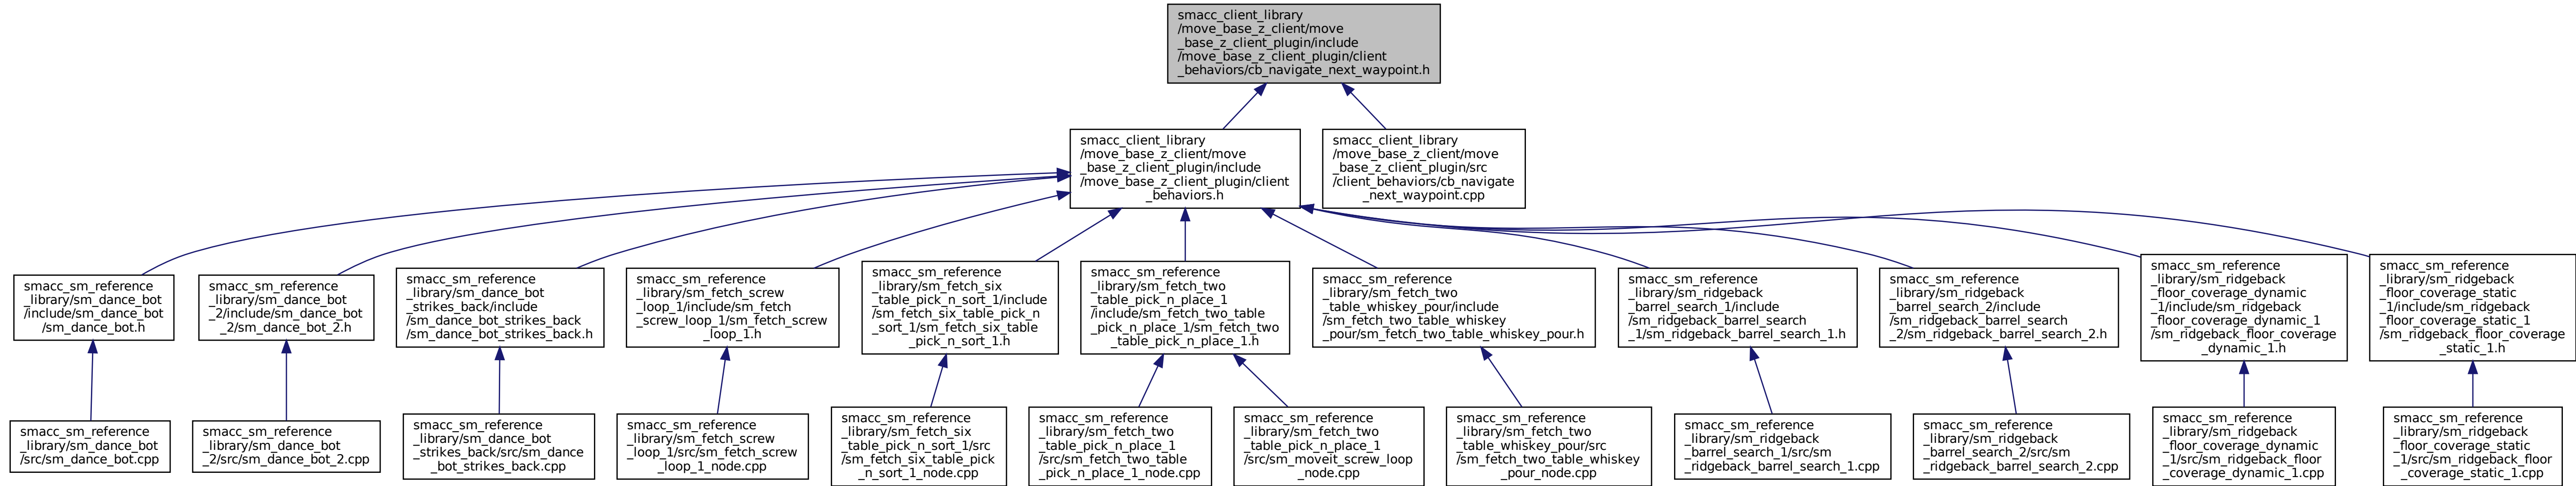 smacc_client_library
/move_base_z_client/move
_base_z_client_plugin/include
/move_base_z_client_plugin/client
_behaviors/cb_navigate_next_waypoint.h
smacc_client_library
/move_base_z_client/move
_base_z_client_plugin/include
/move_base_z_client_plugin/client
_behaviors.h
smacc_client_library
/move_base_z_client/move
_base_z_client_plugin/src
/client_behaviors/cb_navigate
_next_waypoint.cpp
smacc_sm_reference
_library/sm_dance_bot
/include/sm_dance_bot
/sm_dance_bot.h
smacc_sm_reference
_library/sm_dance_bot
_2/include/sm_dance_bot
_2/sm_dance_bot_2.h
smacc_sm_reference
_library/sm_dance_bot
_strikes_back/include
/sm_dance_bot_strikes_back
/sm_dance_bot_strikes_back.h
smacc_sm_reference
_library/sm_fetch_screw
_loop_1/include/sm_fetch
_screw_loop_1/sm_fetch_screw
_loop_1.h
smacc_sm_reference
_library/sm_fetch_six
_table_pick_n_sort_1/include
/sm_fetch_six_table_pick_n
_sort_1/sm_fetch_six_table
_pick_n_sort_1.h
smacc_sm_reference
_library/sm_fetch_two
_table_pick_n_place_1
/include/sm_fetch_two_table
_pick_n_place_1/sm_fetch_two
_table_pick_n_place_1.h
smacc_sm_reference
_library/sm_fetch_two
_table_whiskey_pour/include
/sm_fetch_two_table_whiskey
_pour/sm_fetch_two_table_whiskey_pour.h
smacc_sm_reference
_library/sm_ridgeback
_barrel_search_1/include
/sm_ridgeback_barrel_search
_1/sm_ridgeback_barrel_search_1.h
smacc_sm_reference
_library/sm_ridgeback
_barrel_search_2/include
/sm_ridgeback_barrel_search
_2/sm_ridgeback_barrel_search_2.h
smacc_sm_reference
_library/sm_ridgeback
_floor_coverage_dynamic
_1/include/sm_ridgeback
_floor_coverage_dynamic_1
/sm_ridgeback_floor_coverage
_dynamic_1.h
smacc_sm_reference
_library/sm_ridgeback
_floor_coverage_static
_1/include/sm_ridgeback
_floor_coverage_static_1
/sm_ridgeback_floor_coverage
_static_1.h
smacc_sm_reference
_library/sm_dance_bot
/src/sm_dance_bot.cpp
smacc_sm_reference
_library/sm_dance_bot
_2/src/sm_dance_bot_2.cpp
smacc_sm_reference
_library/sm_dance_bot
_strikes_back/src/sm_dance
_bot_strikes_back.cpp
smacc_sm_reference
_library/sm_fetch_screw
_loop_1/src/sm_fetch_screw
_loop_1_node.cpp
smacc_sm_reference
_library/sm_fetch_six
_table_pick_n_sort_1/src
/sm_fetch_six_table_pick
_n_sort_1_node.cpp
smacc_sm_reference
_library/sm_fetch_two
_table_pick_n_place_1
/src/sm_fetch_two_table
_pick_n_place_1_node.cpp
smacc_sm_reference
_library/sm_fetch_two
_table_pick_n_place_1
/src/sm_moveit_screw_loop
_node.cpp
smacc_sm_reference
_library/sm_fetch_two
_table_whiskey_pour/src
/sm_fetch_two_table_whiskey
_pour_node.cpp
smacc_sm_reference
_library/sm_ridgeback
_barrel_search_1/src/sm
_ridgeback_barrel_search_1.cpp
smacc_sm_reference
_library/sm_ridgeback
_barrel_search_2/src/sm
_ridgeback_barrel_search_2.cpp
smacc_sm_reference
_library/sm_ridgeback
_floor_coverage_dynamic
_1/src/sm_ridgeback_floor
_coverage_dynamic_1.cpp
smacc_sm_reference
_library/sm_ridgeback
_floor_coverage_static
_1/src/sm_ridgeback_floor
_coverage_static_1.cpp